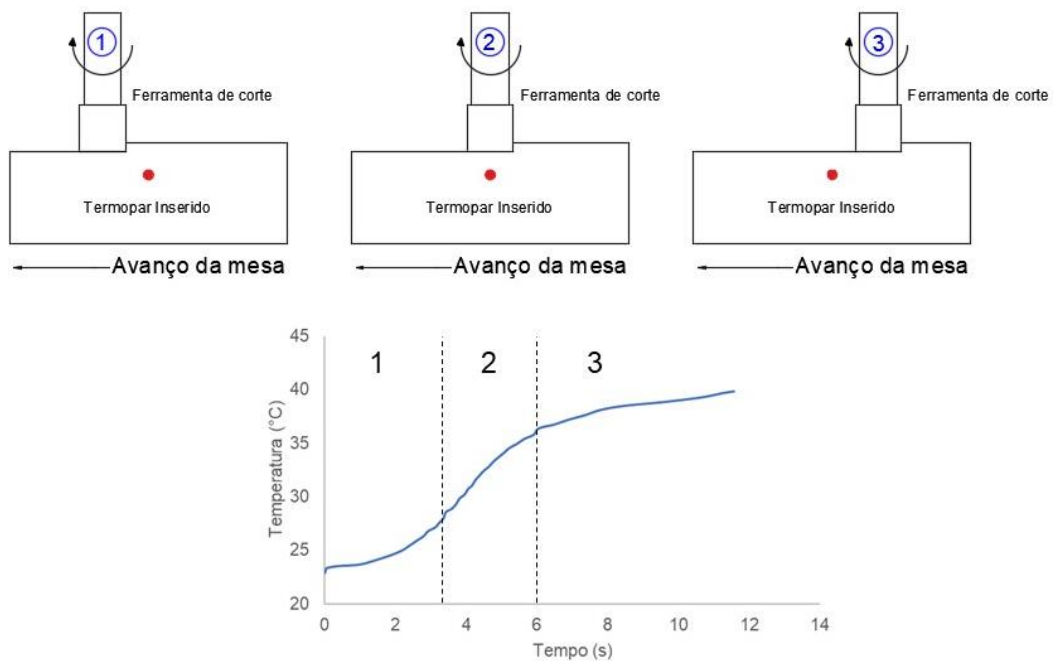 1
2
3
Ferramenta de corte
Ferramenta de corte
Ferramenta de corte
Termopar Inserido
Termopar Inserido
Termopar Inserido
Avanço da mesa
Avanço da mesa
Avanço da mesa
45
40
35
30
25
20
Temperatura (°C)
1
2
3
0
2
4
6
8
10
12
14
Tempo (s)